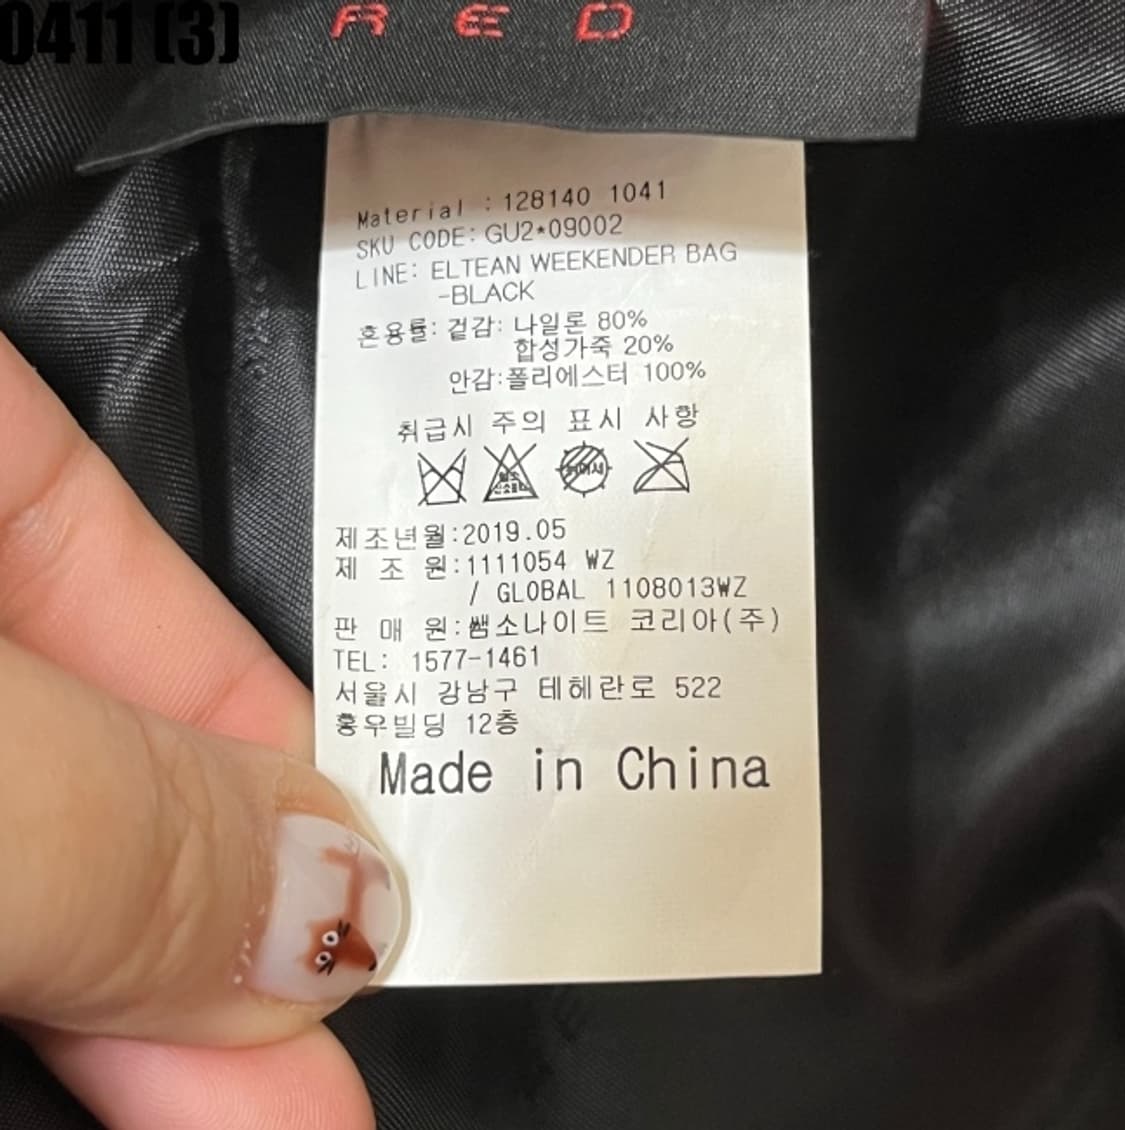 0411 (3)
RED
Material : 128140 1041
SKU CODE: GU2*09002
LINE: ELTEAN WEEKENDER BAG
-BLACK
혼용률: 겉감: 나일론 80%
합성가죽 20%
안감:폴리에스터 100%
취급시 주의 표시 사항
제조년월:2019.05
제 조 원:1111054 WZ
/ GLOBAL 1108013WZ
판 매 원:쌤소나이트 코리아(주)
TEL: 1577-1461
서울시 강남구 테헤란로 522
홍우빌딩 12층
Made in China